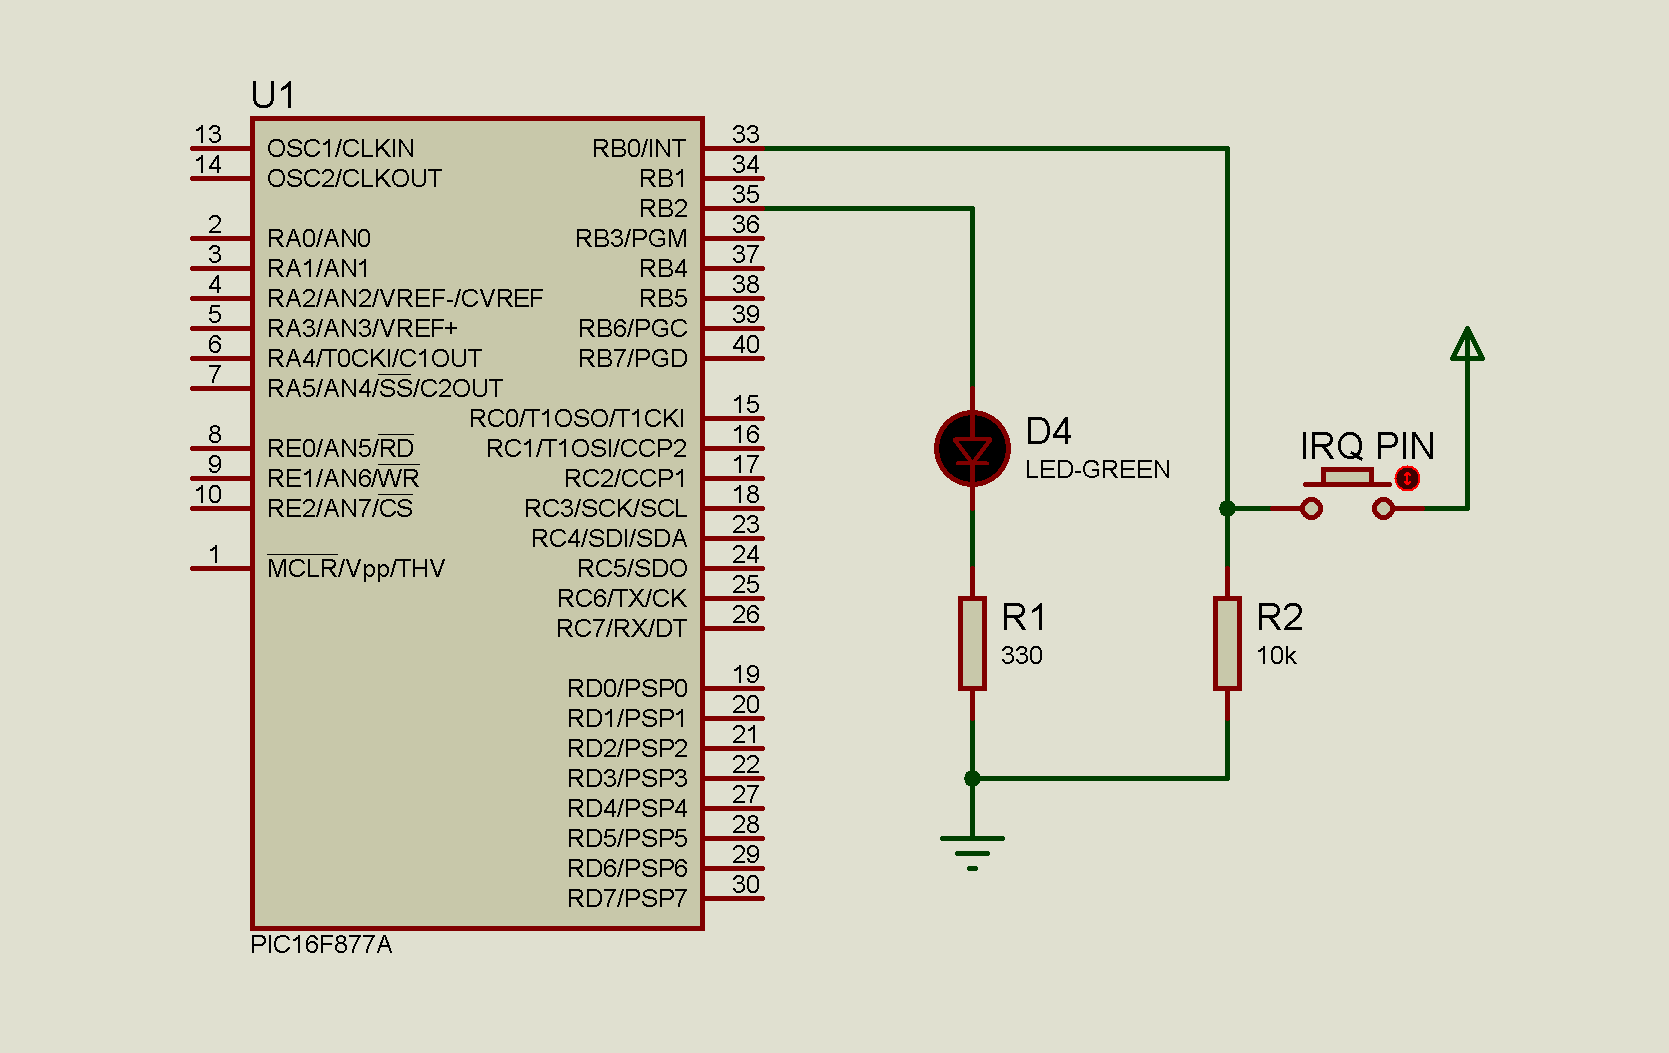 U1
13
OSC1/CLKIN
14
OSC2/CLKOUT
2
RA0/AN0
3
RA1/AN1
4
RA2/AN2/VREF-/CVREF
5
RA3/AN3/VREF+
6
RA4/T0CKI/C1OUT
7
RA5/AN4/SS/C2OUT
8
RE0/AN5/RD
9
RE1/AN6/WR
10
RE2/AN7/CS
1
MCLR/Vpp/THV
RB0/INT
33
RB1
34
RB2
35
RB3/PGM
36
RB4
37
RB5
38
RB6/PGC
39
RB7/PGD
40
RC0/T1OSO/T1CKI
15
RC1/T1OSI/CCP2
16
RC2/CCP1
17
RC3/SCK/SCL
18
RC4/SDI/SDA
23
RC5/SDO
24
RC6/TX/CK
25
RC7/RX/DT
26
RD0/PSP0
19
RD1/PSP1
20
RD2/PSP2
21
RD3/PSP3
22
RD4/PSP4
27
RD5/PSP5
28
RD6/PSP6
29
RD7/PSP7
30
PIC16F877A
D4
LED-GREEN
R1
330
IRQ PIN
R2
10k